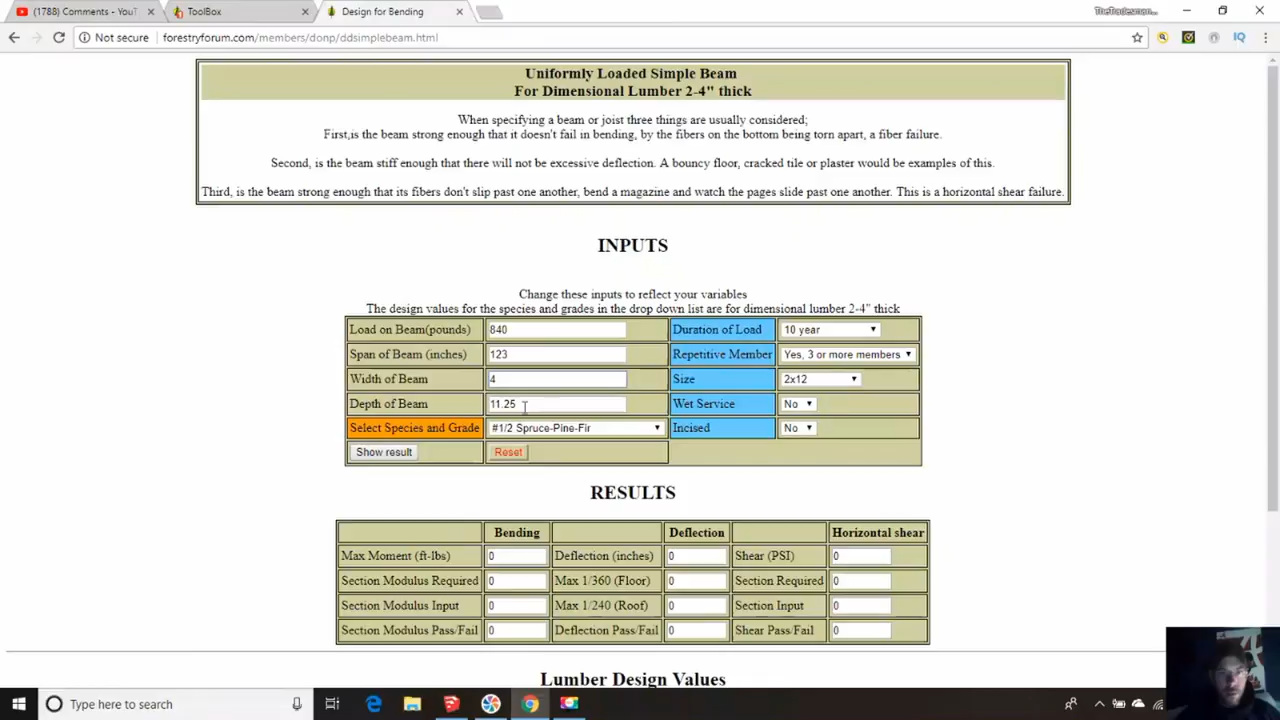 (1788) Comments - YouT
ToolBox
Design for Bending
TheTradesman...
Not secure forestryforum.com/members/donp/ddsimplebeam.html
Uniformly Loaded Simple Beam
For Dimensional Lumber 2-4" thick
When specifying a beam or joist three things are usually considered;
First,is the beam strong enough that it doesn't fail in bending, by the fibers on the bottom being torn apart, a fiber failure.
Second, is the beam stiff enough that there will not be excessive deflection. A bouncy floor, cracked tile or plaster would be examples of this.
Third, is the beam strong enough that its fibers don't slip past one another, bend a magazine and watch the pages slide past one another. This is a horizontal shear failure.
INPUTS
Change these inputs to reflect your variables
The design values for the species and grades in the drop down list are for dimensional lumber 2-4" thick
Load on Beam(pounds) 840 Duration of Load 10 year
Span of Beam (inches) 123 Repetitive Member Yes, 3 or more members
Width of Beam 4 Size 2x12
Depth of Beam 11.25 Wet Service No
Select Species and Grade #1/2 Spruce-Pine-Fir Incised No
Show result Reset
RESULTS
Bending Deflection Horizontal shear
Max Moment (ft-lbs) 0 Deflection (inches) 0 Shear (PSI) 0
Section Modulus Required 0 Max 1/360 (Floor) 0 Section Required 0
Section Modulus Input 0 Max 1/240 (Roof) 0 Section Input 0
Section Modulus Pass/Fail 0 Deflection Pass/Fail 0 Shear Pass/Fail 0
Lumber Design Values
Type here to search